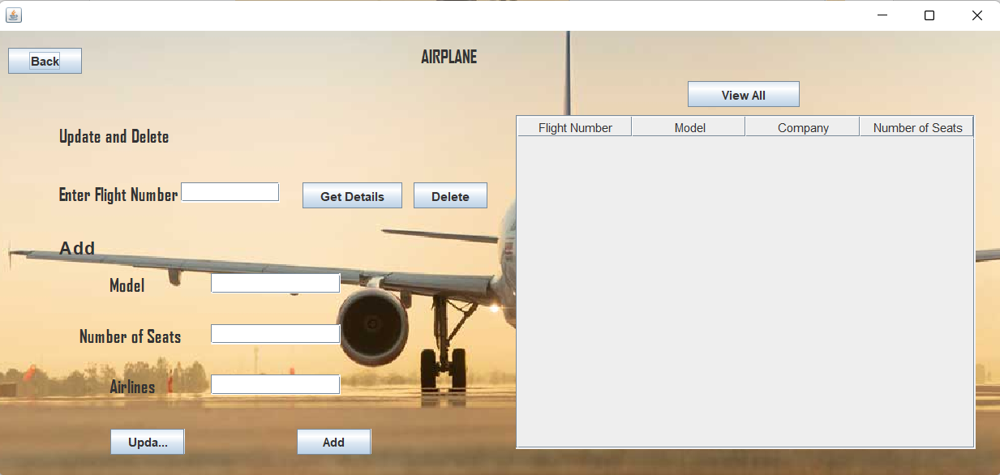 Back
AIRPLANE
View All
Flight Number Model Company Number of Seats
Update and Delete
Enter Flight Number Get Details Delete
Add
Model
Number of Seats
Airlines
Upda... Add